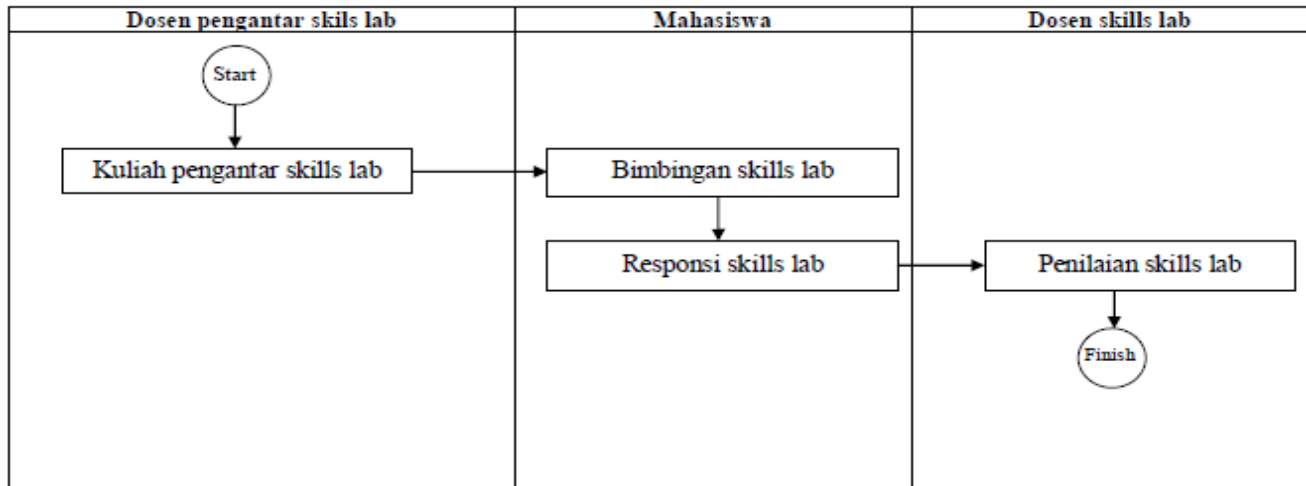 Dosen pengantar skils lab
Mahasiswa
Dosen skills lab
Start
Kuliah pengantar skills lab
Bimbingan skills lab
Responsi skills lab
Penilaian skills lab
Finish